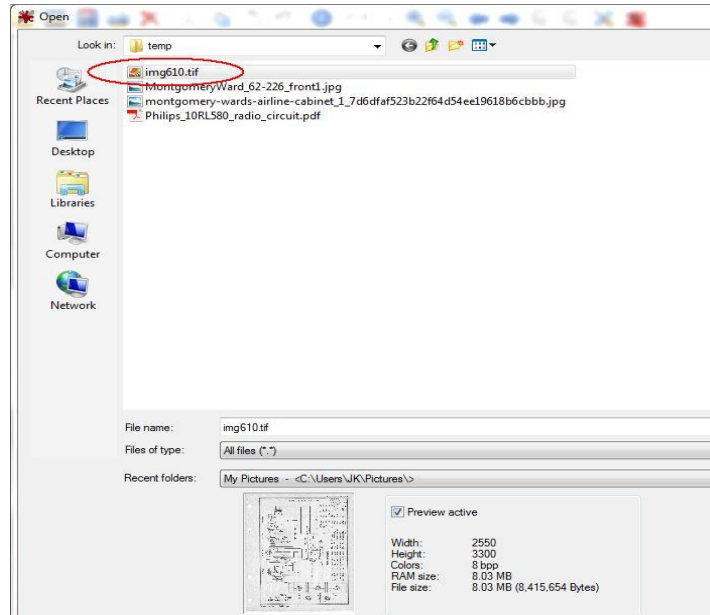 Open
Look in: temp
img610.tif
MontgomeryWard_62-226_front1.jpg
montgomery-wards-airline-cabinet_1_7d6dfaf523b22f64d54ee19618b6cbbb.jpg
Philips_10RL580_radio_circuit.pdf
Recent Places
Desktop
Libraries
Computer
Network
File name: img610.tif
Files of type: All files (*.*)
Recent folders: My Pictures - <C:\Users\JK\Pictures\>
Preview active
Width: 2550
Height: 3300
Colors: 8 bpp
RAM size: 8.03 MB
File size: 8.03 MB (8,415,654 Bytes)